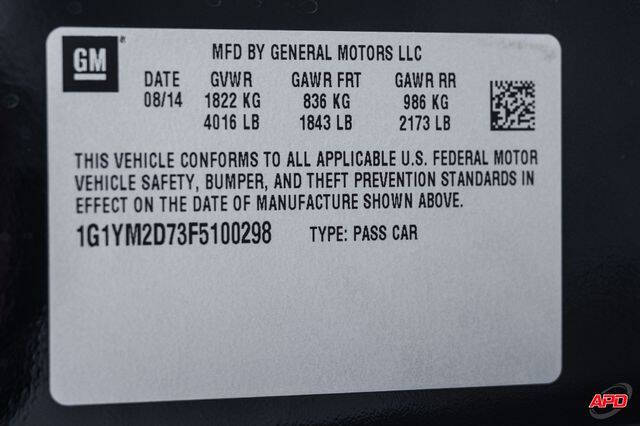 GM
MFD BY GENERAL MOTORS LLC
DATE GVWR GAWR FRT GAWR RR
08/14 1822 KG 836 KG 986 KG
4016 LB 1843 LB 2173 LB
THIS VEHICLE CONFORMS TO ALL APPLICABLE U.S. FEDERAL MOTOR
VEHICLE SAFETY, BUMPER, AND THEFT PREVENTION STANDARDS IN
EFFECT ON THE DATE OF MANUFACTURE SHOWN ABOVE.
1G1YM2D73F5100298 TYPE: PASS CAR
APD